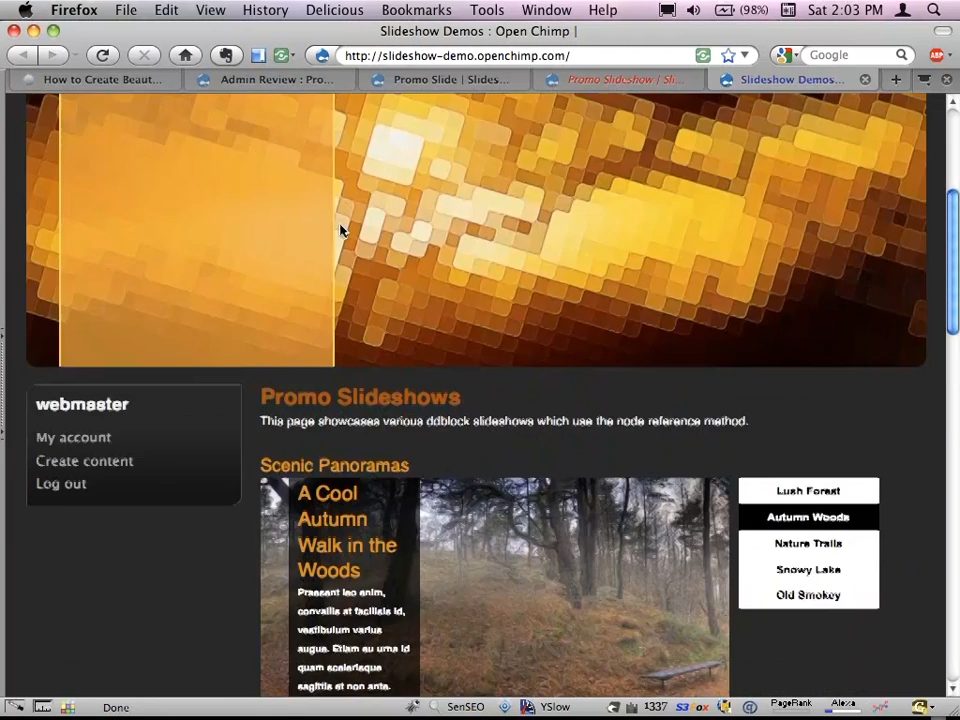 Firefox File Edit View History Delicious Bookmarks Tools Window Help (98%) Sat 2:03 PM
Slideshow Demos : Open Chimp |
http://slideshow-demo.openchimp.com/ Google ABP
How to Create Beaut... Admin Review : Pro... Promo Slide | Slides... Promo Slideshow | Sli... Slideshow Demos...
webmaster
My account
Create content
Log out
Promo Slideshows
This page showcases various ddblock slideshows which use the node reference method.
Scenic Panoramas
A Cool
Autumn
Walk in the
Woods
Praesent leo enim,
convallis at facilisis id,
vestibulum varius
augue. Etiam eu urna id
quam scelerisque
sagittis et non ante.
Lush Forest
Autumn Woods
Nature Trails
Snowy Lake
Old Smokey
Done SenSEO YSlow 1337 S3Fox PageRank Alexa